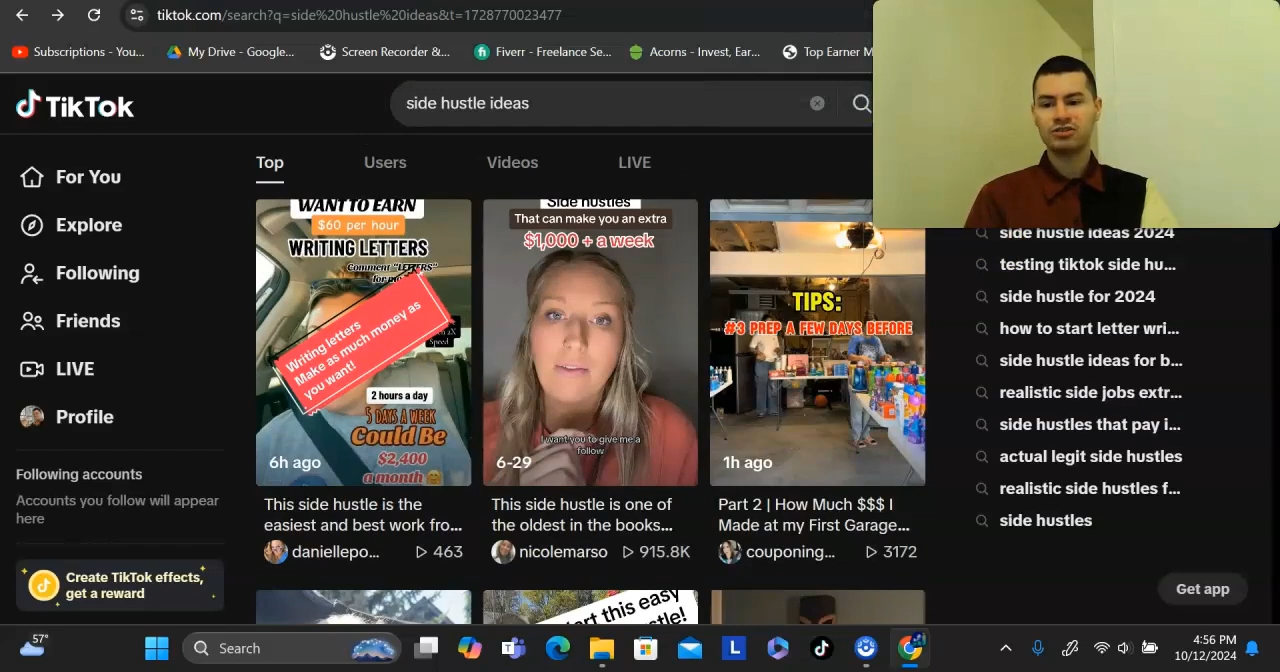 tiktok.com/search?q=side%20hustle%20ideas&t=1728770023477
Subscriptions - You...
My Drive - Google...
Screen Recorder &...
Fiverr - Freelance Se...
Acorns - Invest, Ear...
Top Earner M
TikTok
side hustle ideas
For You
Explore
Following
Friends
LIVE
Profile
Following accounts
Accounts you follow will appear
here
Create TikTok effects,
get a reward
Top
Users
Videos
LIVE
WANT TO EARN
$60 per hour
WRITING LETTERS
Comment "LETTERS"
Writing letters
Make as much money as
you want!
2X
Speed
2 hours a day
5 DAYS A WEEK
Could Be
$2,400
a month
6h ago
This side hustle is the
easiest and best work fro...
daniellepo...
463
Side hustles
That can make you an extra
$1,000 + a week
I want you to give me a
follow
6-29
This side hustle is one of
the oldest in the books...
nicolemarso
915.8K
TIPS:
#3 PREP A FEW DAYS BEFORE
1h ago
Part 2 | How Much $$$ I
Made at my First Garage...
couponing...
3172
this easy
side hustle ideas 2024
testing tiktok side hu...
side hustle for 2024
how to start letter wri...
side hustle ideas for b...
realistic side jobs extr...
side hustles that pay i...
actual legit side hustles
realistic side hustles f...
side hustles
Get app
57°
Search
4:56 PM
10/12/2024